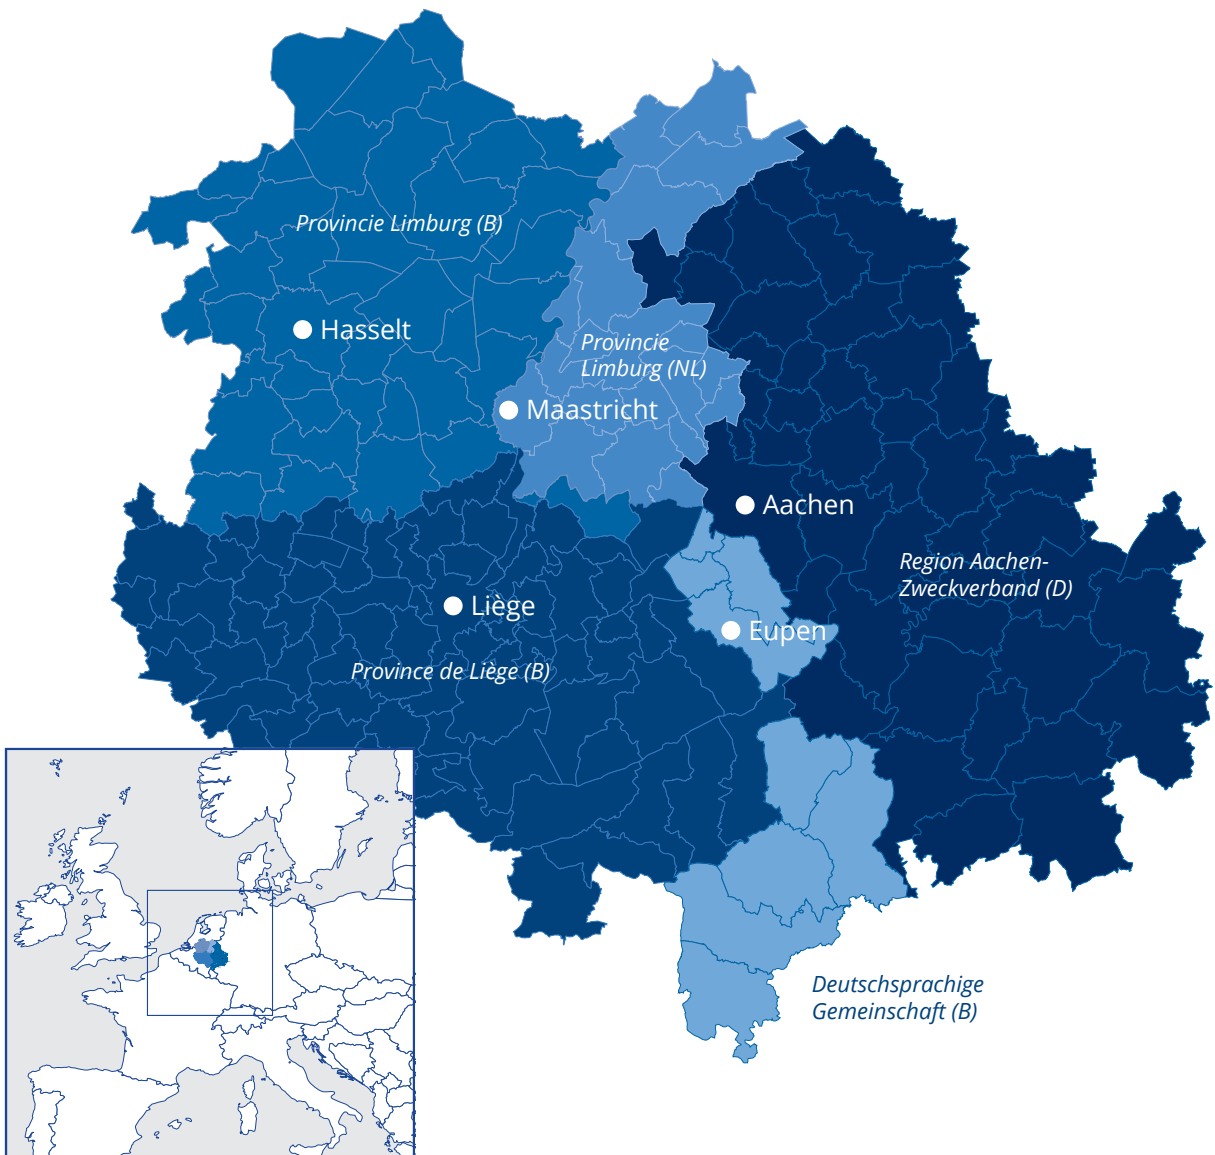 Provincie Limburg (B)
Hasselt
Provincie
Limburg (NL)
Maastricht
Aachen
Region Aachen-
Zweckverband (D)
Liège
Eupen
Province de Liège (B)
Deutschsprachige
Gemeinschaft (B)